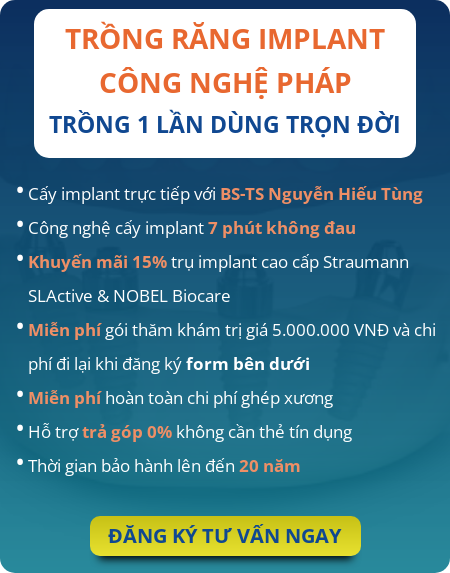 TRỒNG RĂNG IMPLANT
CÔNG NGHỆ PHÁP
TRỒNG 1 LẦN DÙNG TRỌN ĐỜI
• Cấy implant trực tiếp với BS-TS Nguyễn Hiếu Tùng
• Công nghệ cấy implant 7 phút không đau
• Khuyến mãi 15% trụ implant cao cấp Straumann
SLActive & NOBEL Biocare
• Miễn phí gói thăm khám trị giá 5.000.000 VNĐ và chi
phí đi lại khi đăng ký form bên dưới
• Miễn phí hoàn toàn chi phí ghép xương
• Hỗ trợ trả góp 0% không cần thẻ tín dụng
• Thời gian bảo hành lên đến 20 năm
ĐĂNG KÝ TƯ VẤN NGAY